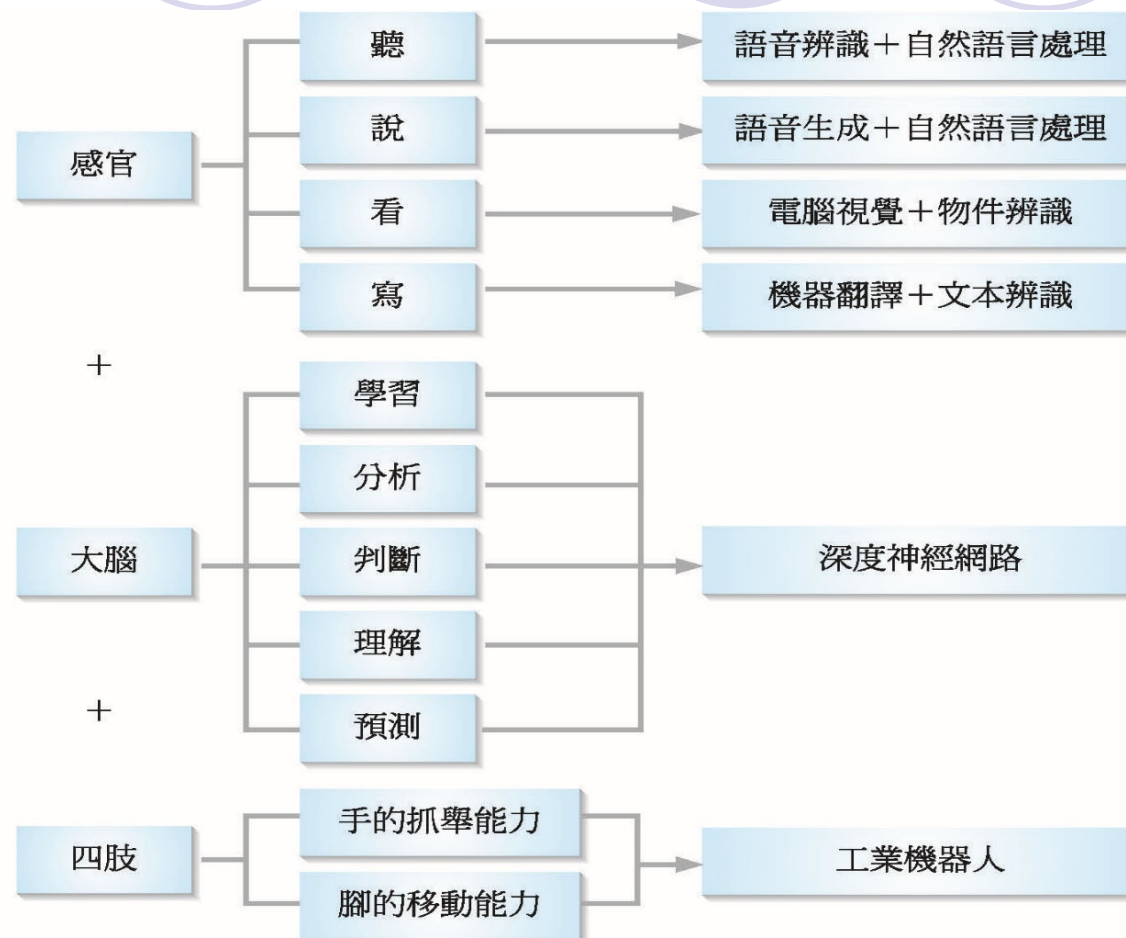 聽
語音辨識＋自然語言處理
說
語音生成＋自然語言處理
感官
看
電腦視覺＋物件辨識
寫
機器翻譯＋文本辨識
＋
學習
分析
大腦
判斷
深度神經網路
理解
＋
預測
手的抓舉能力
四肢
工業機器人
腳的移動能力